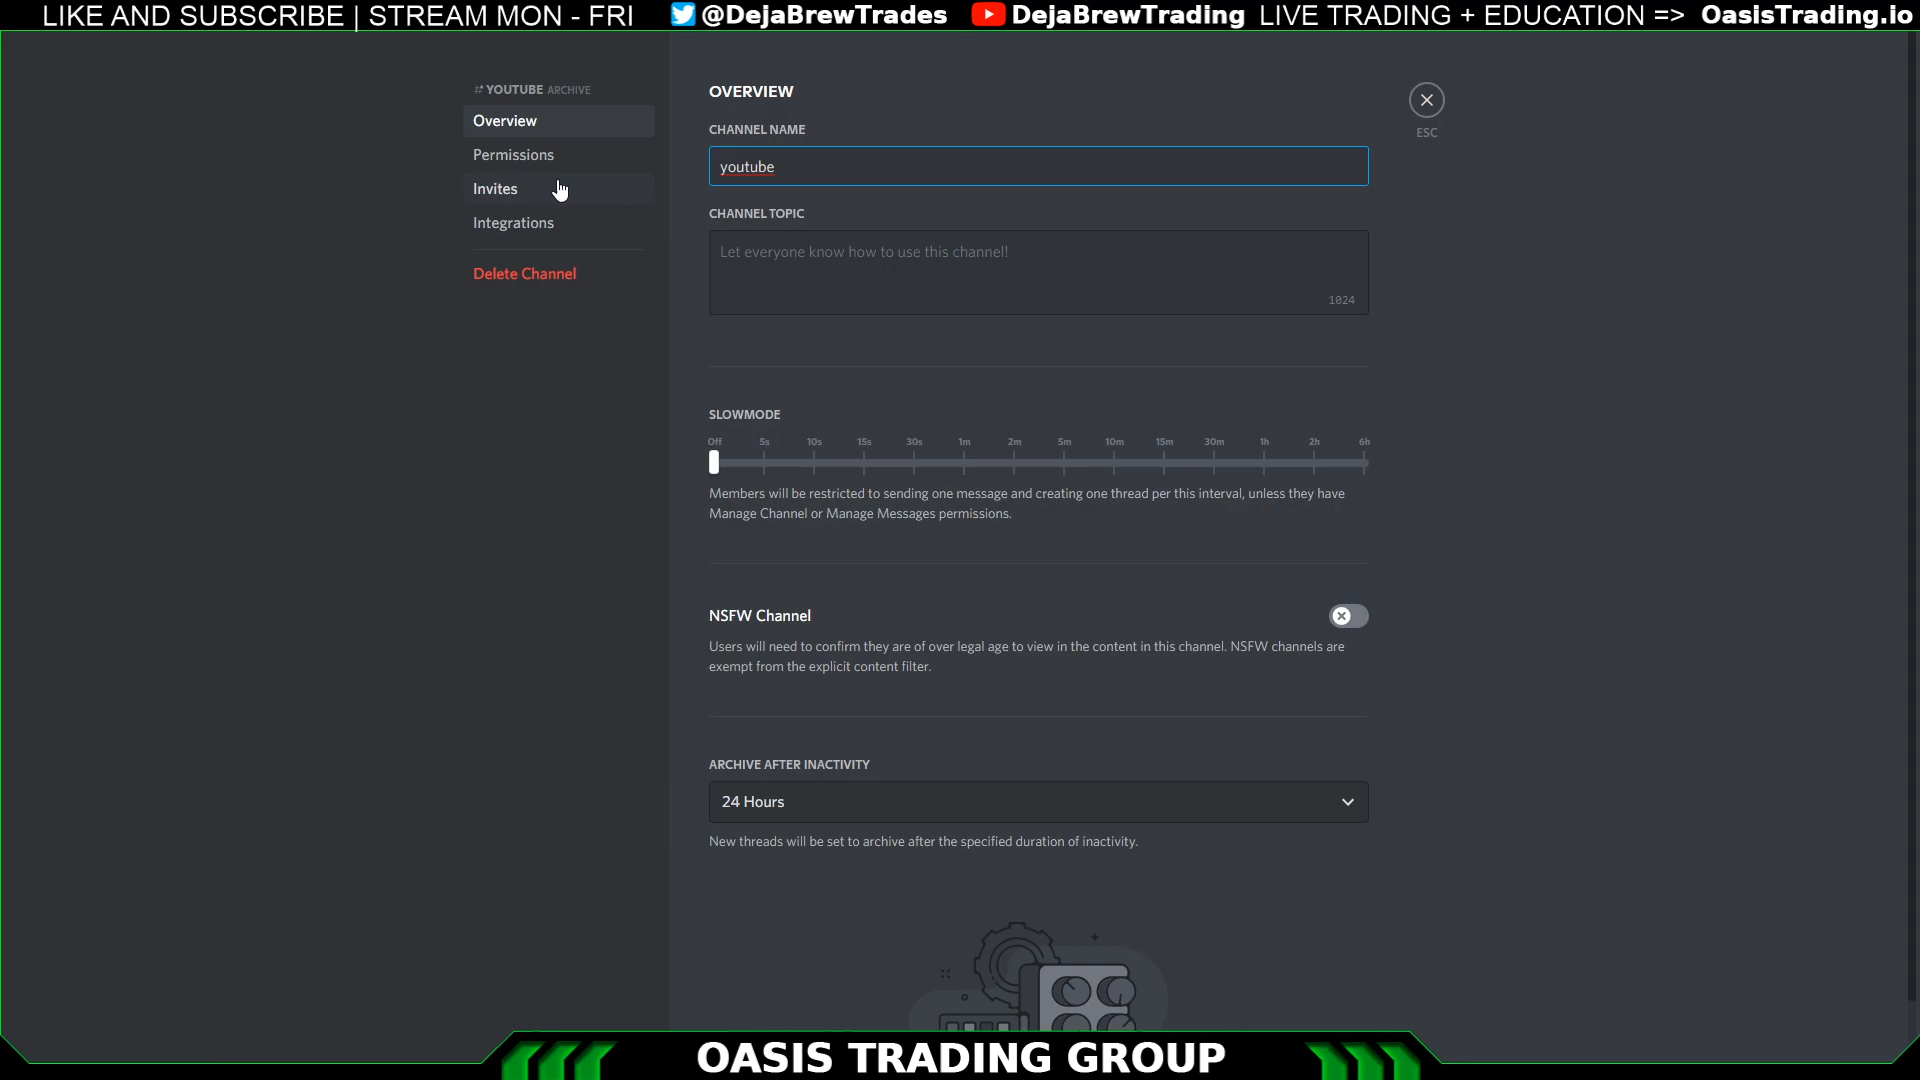 LIKE AND SUBSCRIBE | STREAM MON - FRI @DejaBrewTrades DejaBrewTrading LIVE TRADING + EDUCATION => OasisTrading.io
# YOUTUBE ARCHIVE
Overview
Permissions
Invites
Integrations
Delete Channel
OVERVIEW
ESC
CHANNEL NAME
youtube
CHANNEL TOPIC
Let everyone know how to use this channel!
1024
SLOWMODE
Off 5s 10s 15s 30s 1m 2m 5m 10m 15m 30m 1h 2h 6h
Members will be restricted to sending one message and creating one thread per this interval, unless they have
Manage Channel or Manage Messages permissions.
NSFW Channel
Users will need to confirm they are of over legal age to view in the content in this channel. NSFW channels are
exempt from the explicit content filter.
ARCHIVE AFTER INACTIVITY
24 Hours
New threads will be set to archive after the specified duration of inactivity.
OASIS TRADING GROUP